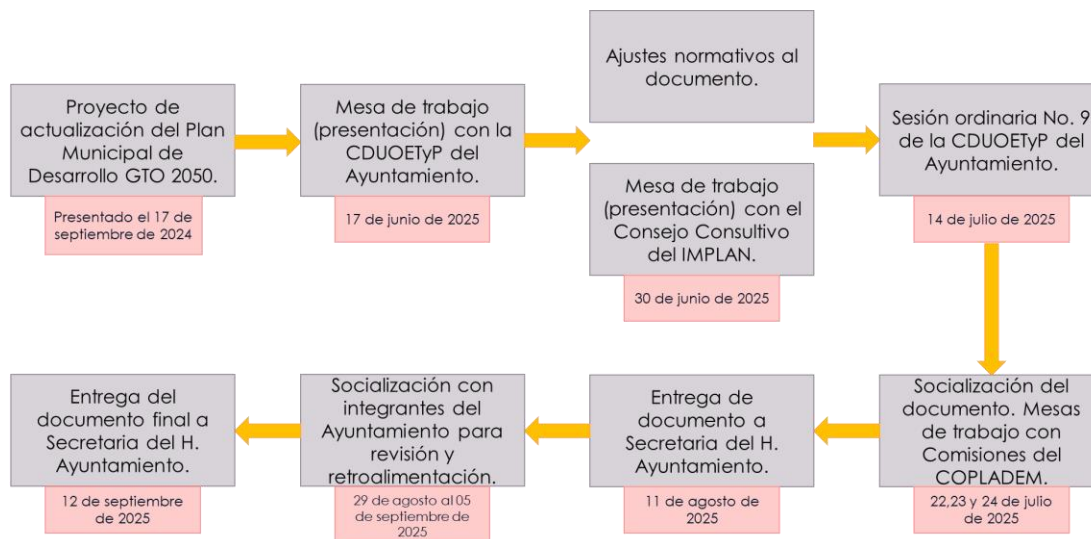 Proyecto de
actualización del Plan
Municipal de
Desarrollo GTO 2050.
Presentado el 17 de
septiembre de 2024
Mesa de trabajo
(presentación) con la
CDUOETyP del
Ayuntamiento.
17 de junio de 2025
Ajustes normativos al
documento.
Mesa de trabajo
(presentación) con el
Consejo Consultivo
del IMPLAN.
30 de junio de 2025
Sesión ordinaria No. 9
de la CDUOETyP del
Ayuntamiento.
14 de julio de 2025
Socialización del
documento. Mesas
de trabajo con
Comisiones del
COPLADEM.
22,23 y 24 de julio
de 2025
Entrega de
documento a
Secretaria del H.
Ayuntamiento.
11 de agosto de
2025
Socialización con
integrantes del
Ayuntamiento para
revisión y
retroalimentación.
29 de agosto al 05
de septiembre de
2025
Entrega del
documento final a
Secretaria del H.
Ayuntamiento.
12 de septiembre
de 2025